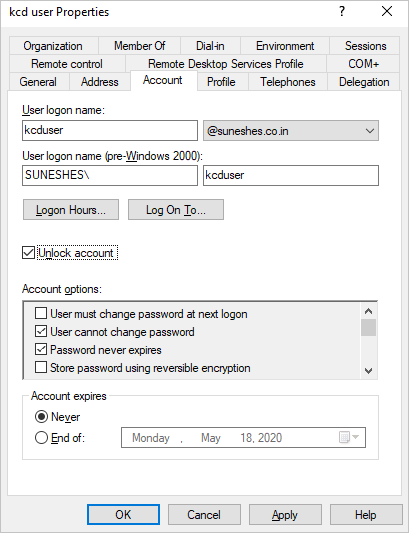 kcd user Properties
?
Organization Member Of Dial-in Environment Sessions
Remote control Remote Desktop Services Profile COM+
General Address Account Profile Telephones Delegation
User logon name:
kcduser @suneshes.co.in
User logon name (pre-Windows 2000):
SUNESHES\ kcduser
Logon Hours... Log On To...
Unlock account
Account options:
User must change password at next logon
User cannot change password
Password never expires
Store password using reversible encryption
Account expires
Never
End of: Monday , May 18, 2020
OK Cancel Apply Help